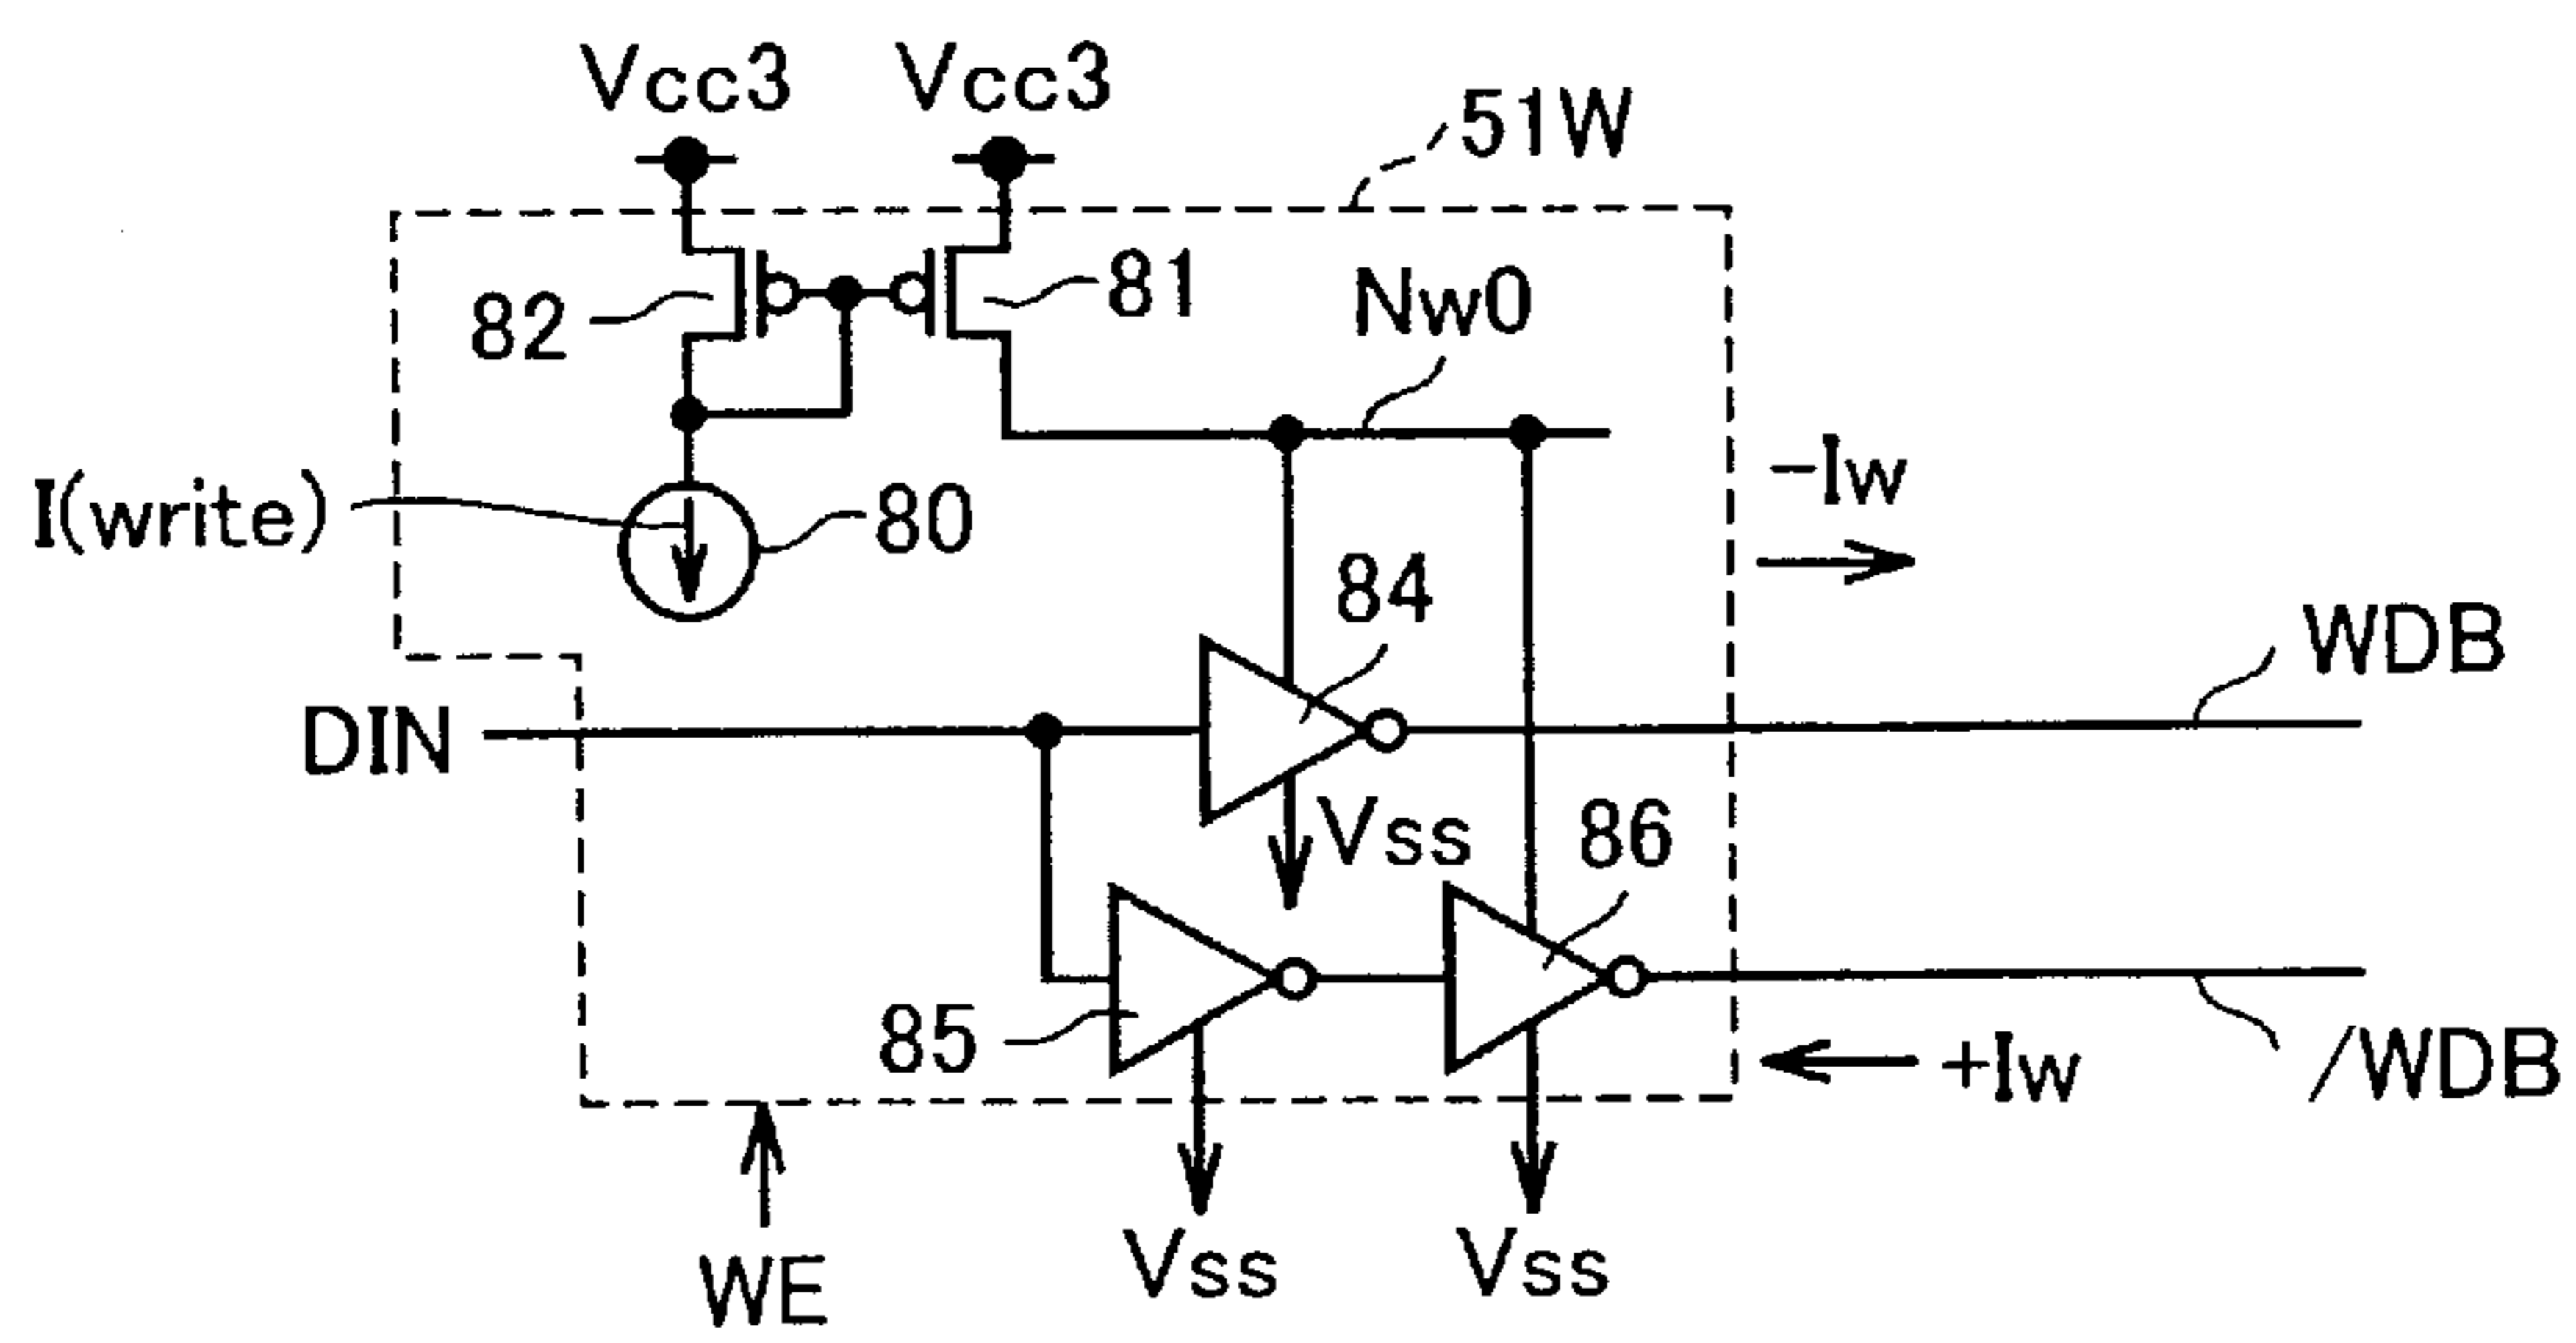 Vcc3 Vcc3
51W
82
81
Nw0
I(write)
80
-Iw
84
WDB
DIN
Vss
86
85
+Iw
/WDB
WE
Vss
Vss